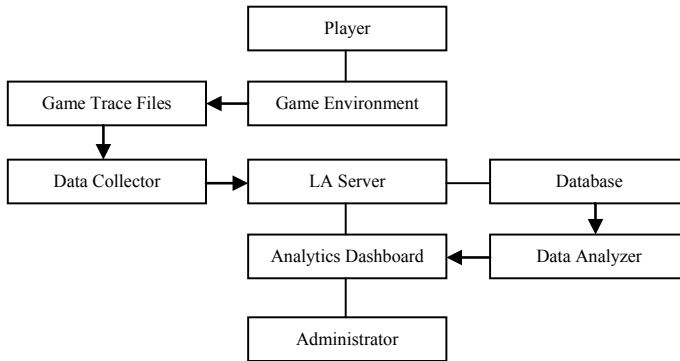 Player
Game Trace Files
Game Environment
Data Collector
LA Server
Database
Analytics Dashboard
Data Analyzer
Administrator